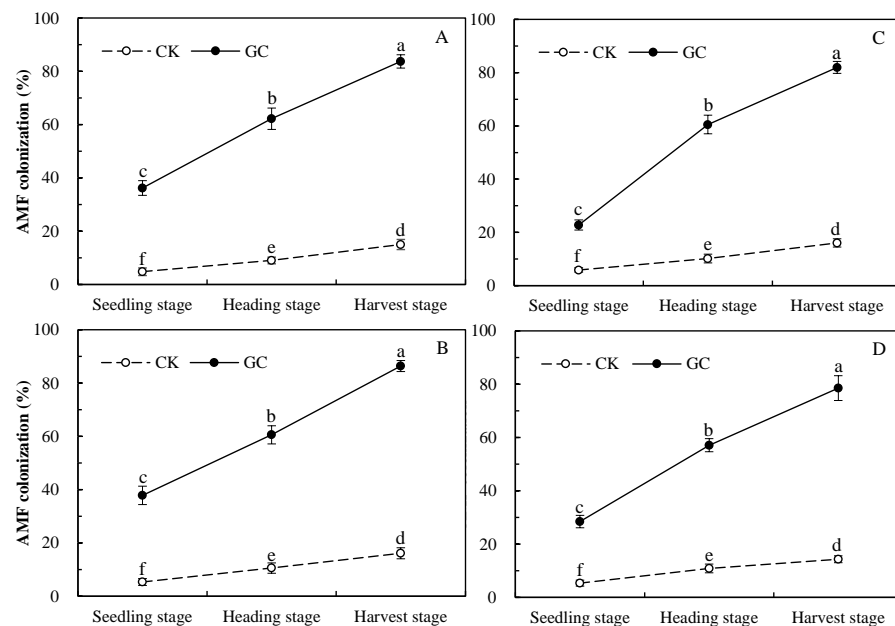 100
80
60
40
20
0
AMF colonization (%)
CK
GC
A
a
b
c
d
e
f
Seedling stage
Heading stage
Harvest stage
100
80
60
40
20
0
CK
GC
C
a
b
c
d
e
f
Seedling stage
Heading stage
Harvest stage
100
80
60
40
20
0
AMF colonization (%)
CK
GC
B
a
b
c
d
e
f
Seedling stage
Heading stage
Harvest stage
100
80
60
40
20
0
CK
GC
D
a
b
c
d
e
f
Seedling stage
Heading stage
Harvest stage